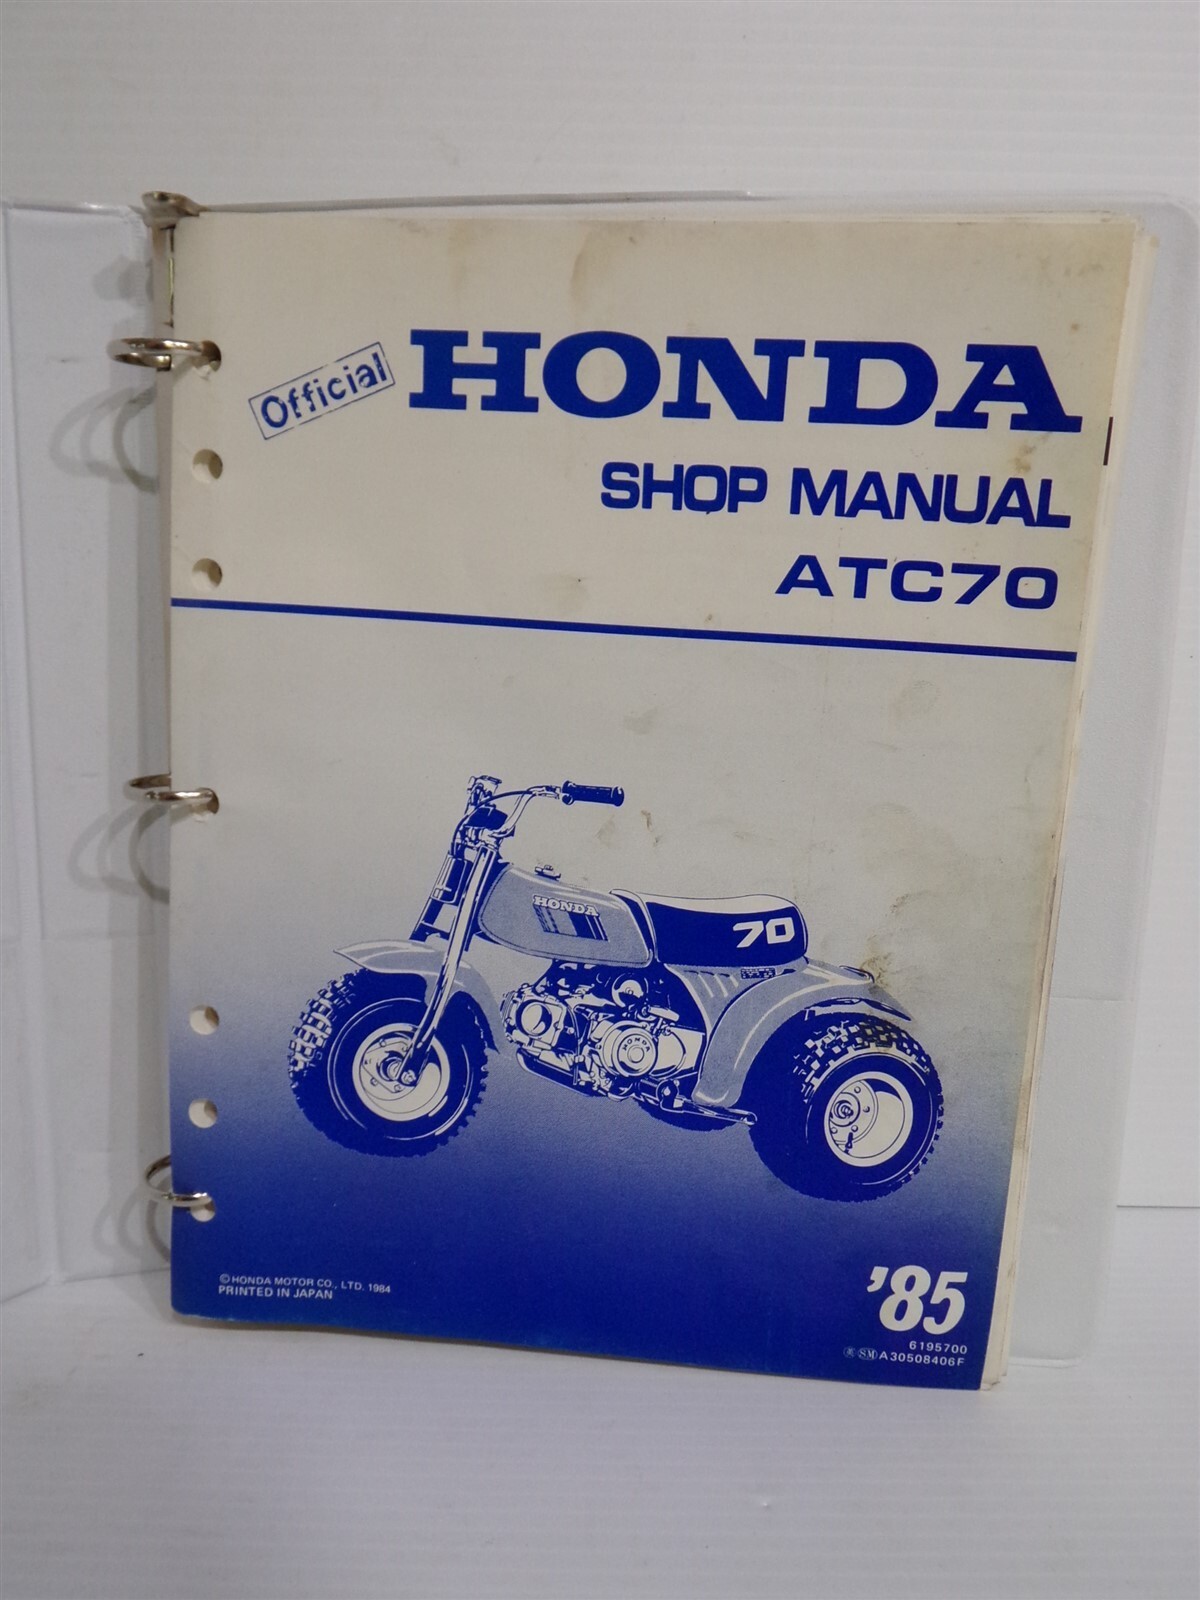 Official HONDA
SHOP MANUAL
ATC70
HONDA
70
HONDA
© HONDA MOTOR CO., LTD. 1984
PRINTED IN JAPAN
'85
6195700
SM A30508406F